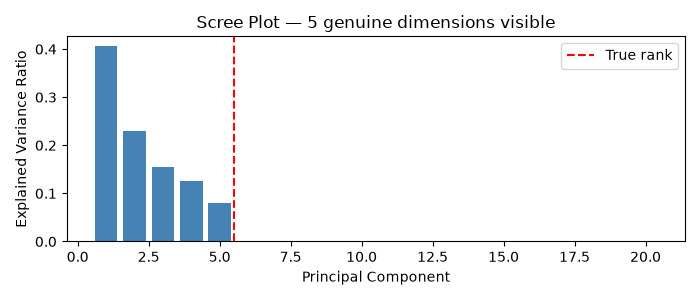 Scree Plot — 5 genuine dimensions visible
True rank
Explained Variance Ratio
0.4
0.3
0.2
0.1
0.0
0.0 2.5 5.0 7.5 10.0 12.5 15.0 17.5 20.0
Principal Component